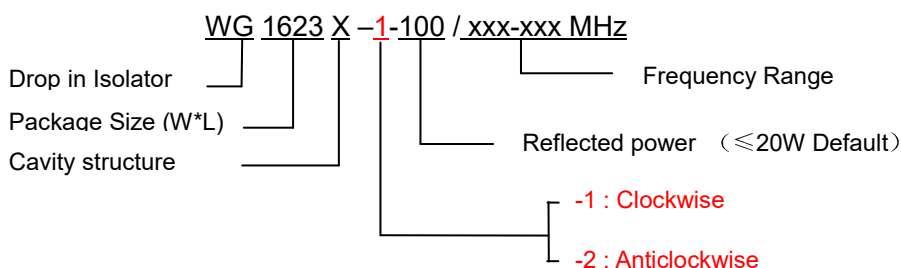 WG 1623 X –1-100 / xxx-xxx MHz
Drop in Isolator
Frequency Range
Package Size (W*L)
Reflected power （≤20W Default）
Cavity structure
-1 : Clockwise
-2 : Anticlockwise